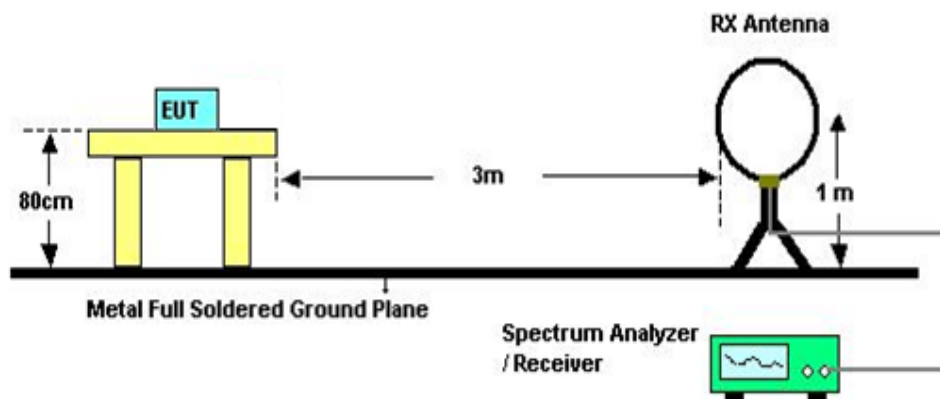 RX Antenna
EUT
80cm
3m
1 m
Metal Full Soldered Ground Plane
Spectrum Analyzer
/ Receiver